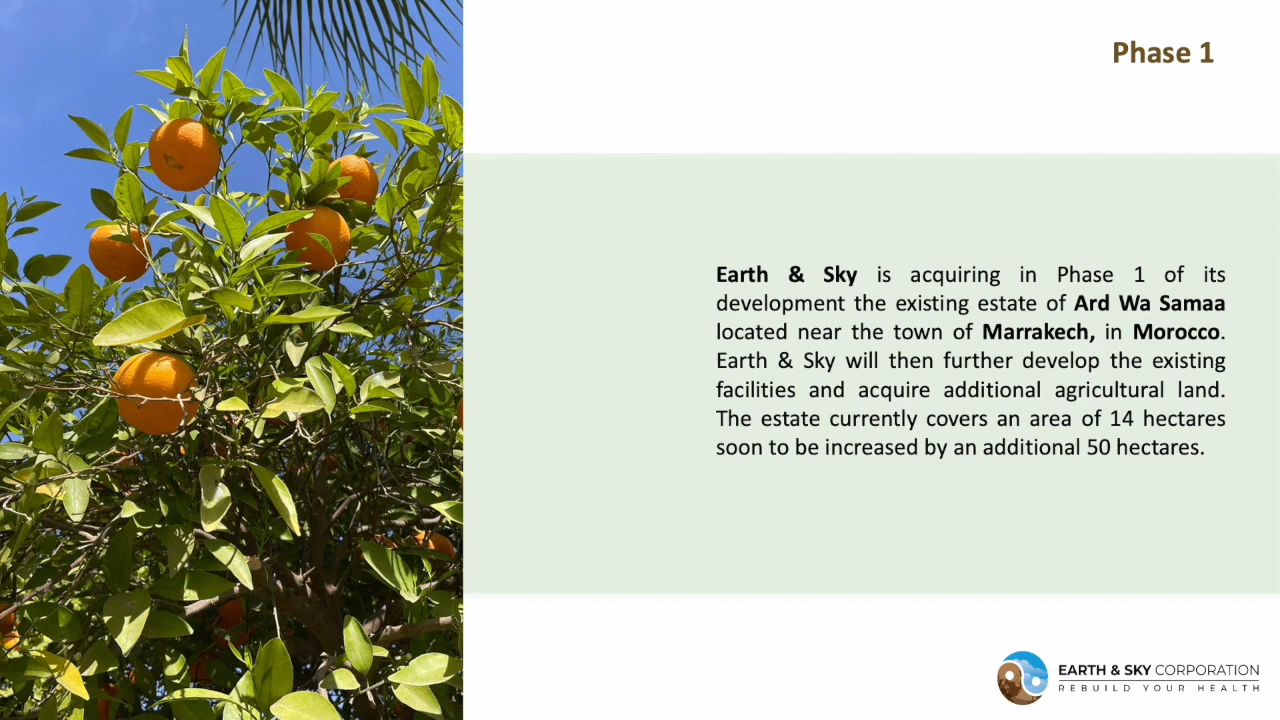 Phase 1
Earth & Sky is acquiring in Phase 1 of its
development the existing estate of Ard Wa Samaa
located near the town of Marrakech, in Morocco.
Earth & Sky will then further develop the existing
facilities and acquire additional agricultural land.
The estate currently covers an area of 14 hectares
soon to be increased by an additional 50 hectares.
EARTH & SKY CORPORATION
REBUILD YOUR HEALTH